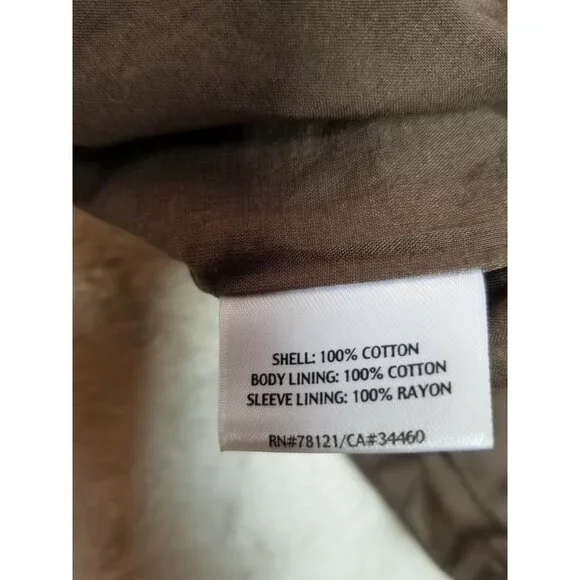 SHELL: 100% COTTON
BODY LINING: 100% COTTON
SLEEVE LINING: 100% RAYON
RN#78121/CA#34460